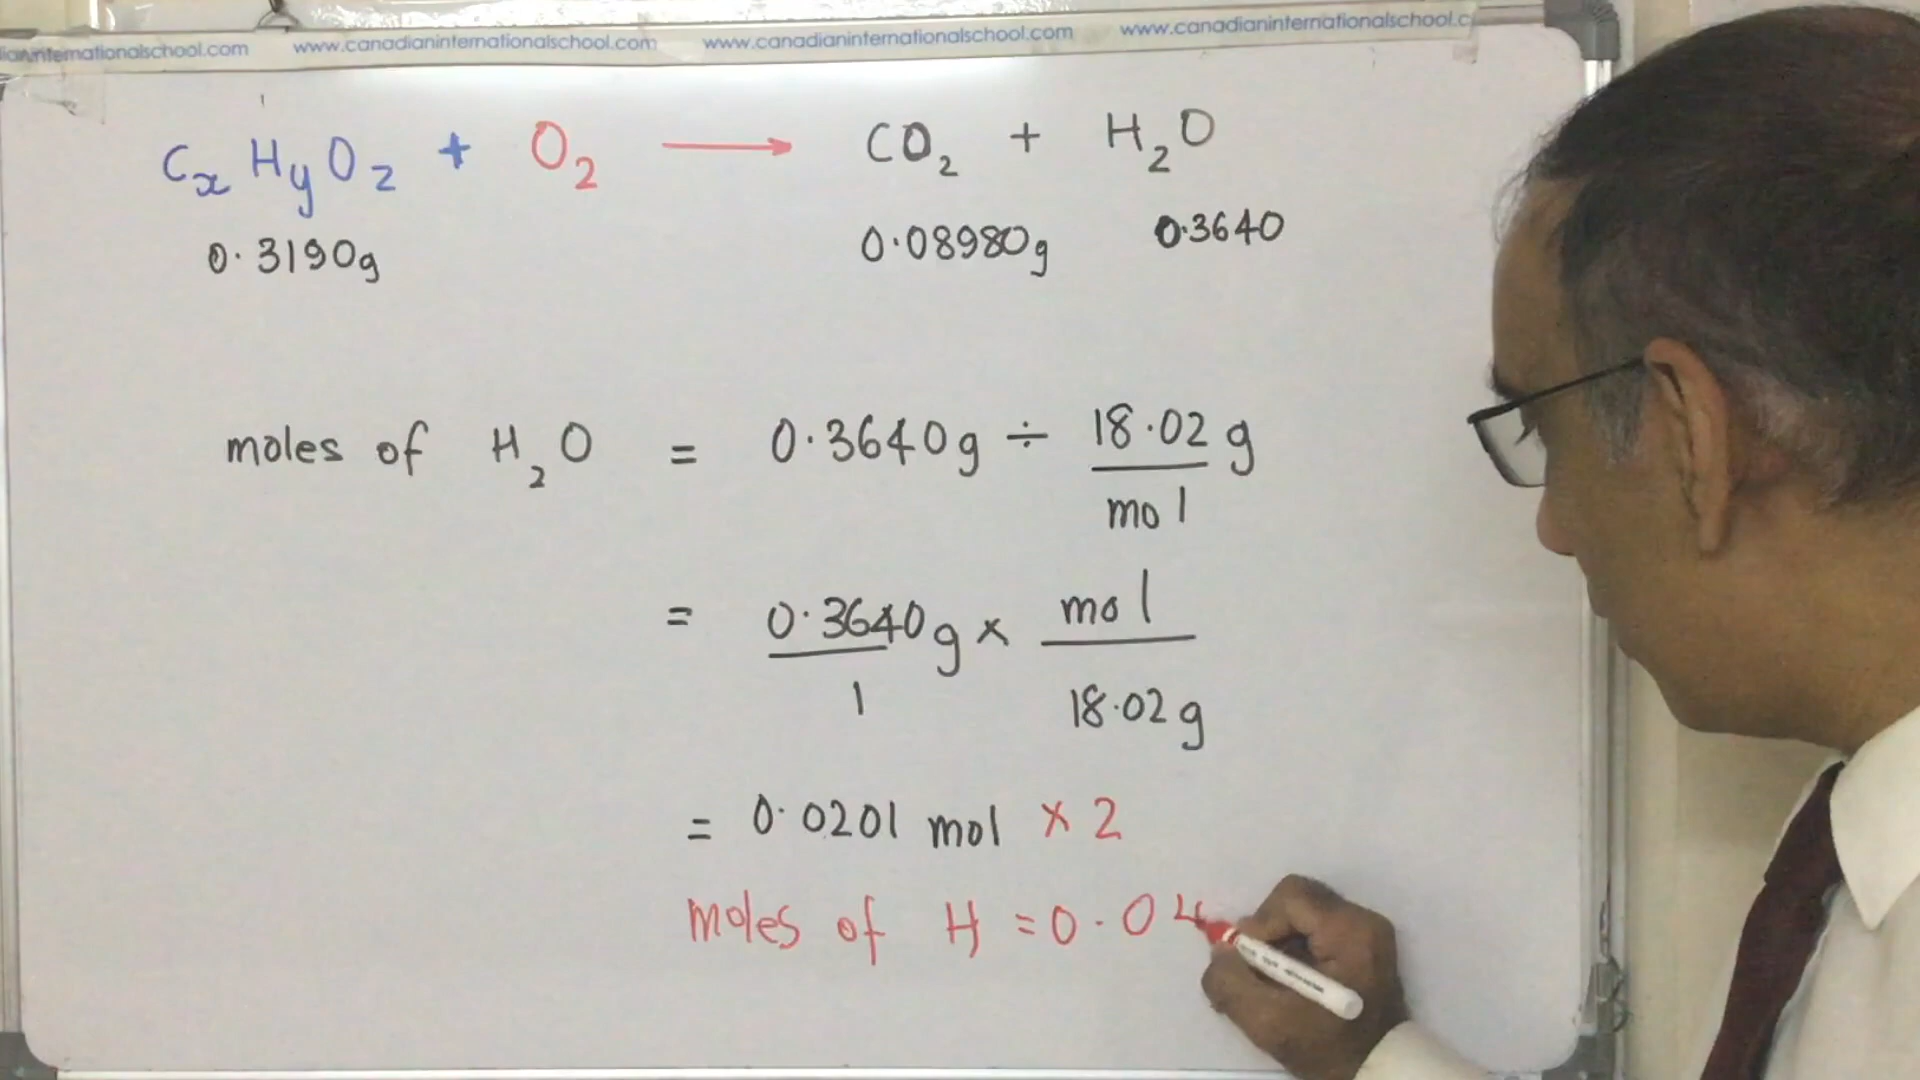 ianinternationalschool.com www.canadianinternationalschool.com www.canadianinternationalschool.com www.canadianinternationalschool.c
CxHyOz + O2 → CO2 + H2O
0.3190g 0.08980g 0.3640
moles of H2O = 0.3640g ÷ 18.02 g / mol
= 0.3640g / 1 × mol / 18.02g
= 0.0201 mol × 2
moles of H = 0.04